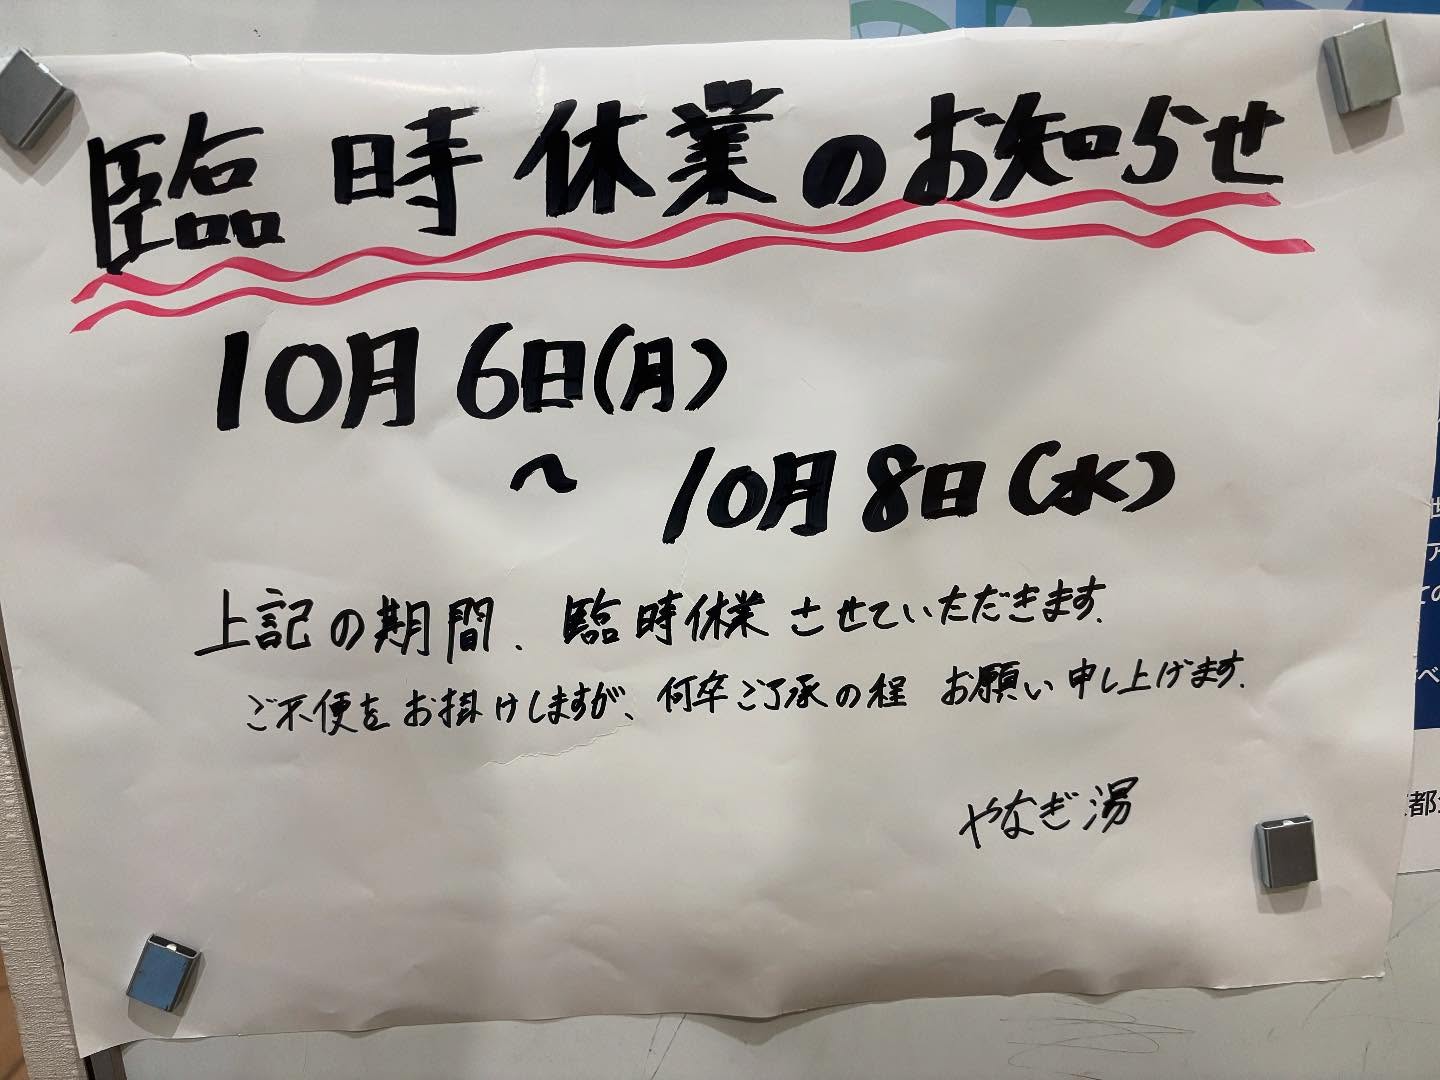 臨時休業のお知らせ
10月6日(月)
~ 10月8日(水)
上記の期間、臨時休業させていただきます。
ご不便をお掛けしますが、何卒ご了承の程 お願い申し上げます。
やなぎ湯